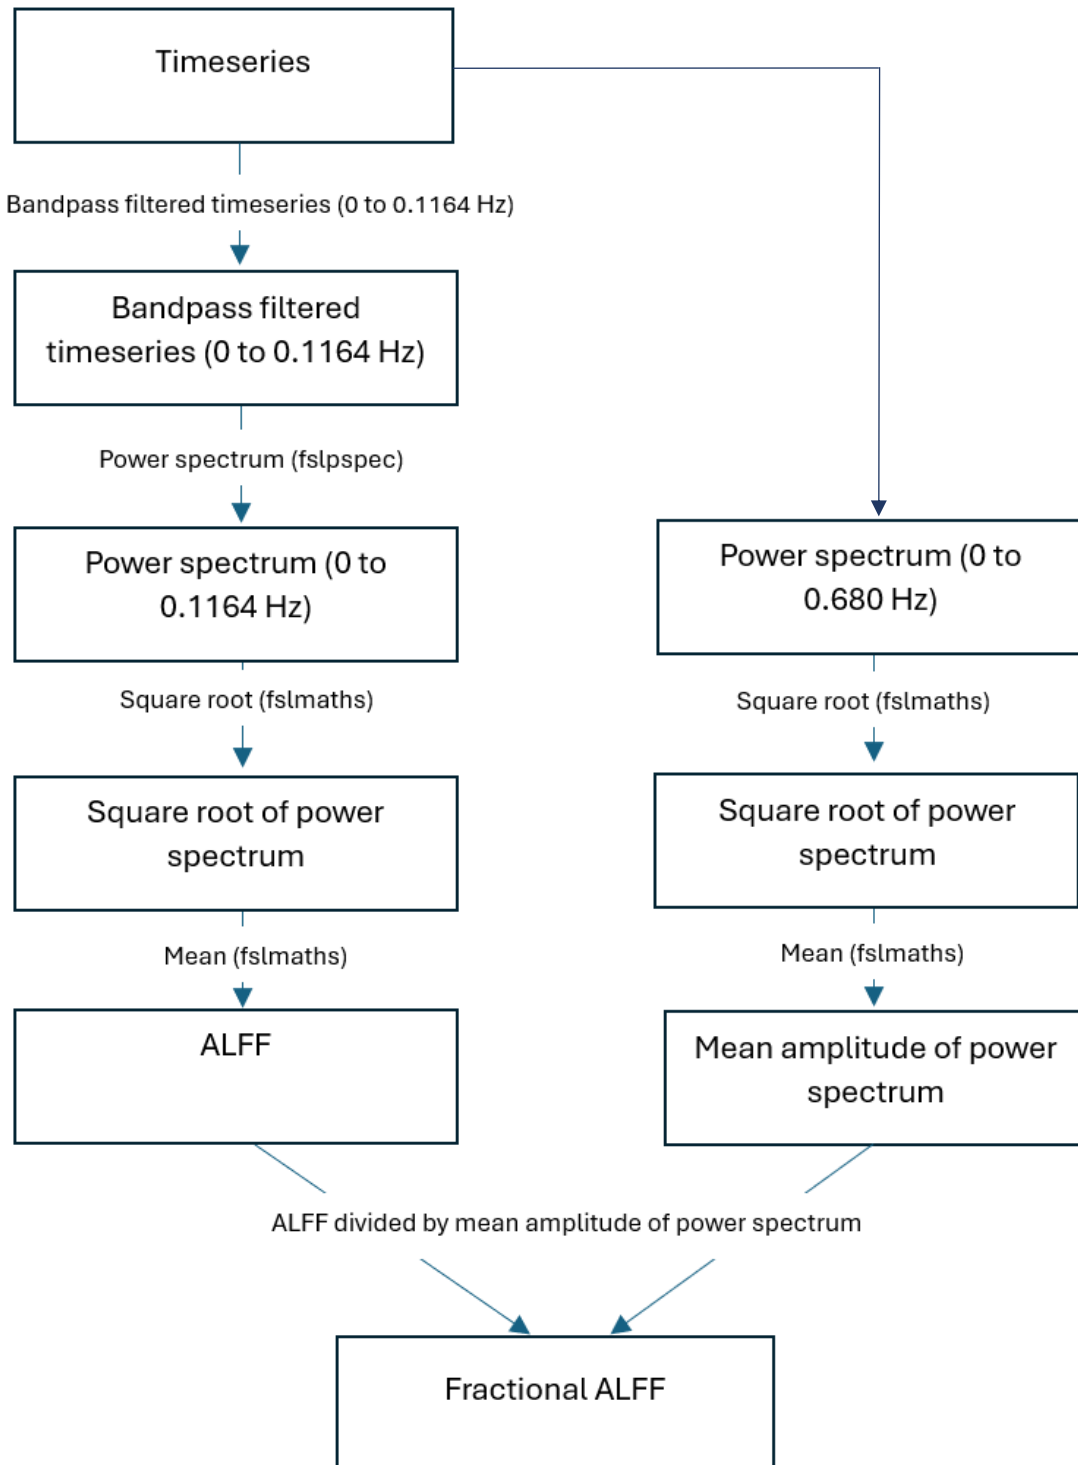 Timeseries
Bandpass filtered timeseries (0 to 0.1164 Hz)
Bandpass filtered
timeseries (0 to 0.1164 Hz)
Power spectrum (fslpspec)
Power spectrum (0 to
0.1164 Hz)
Power spectrum (0 to
0.680 Hz)
Square root (fslmaths)
Square root (fslmaths)
Square root of power
spectrum
Square root of power
spectrum
Mean (fslmaths)
Mean (fslmaths)
ALFF
Mean amplitude of power
spectrum
ALFF divided by mean amplitude of power spectrum
Fractional ALFF